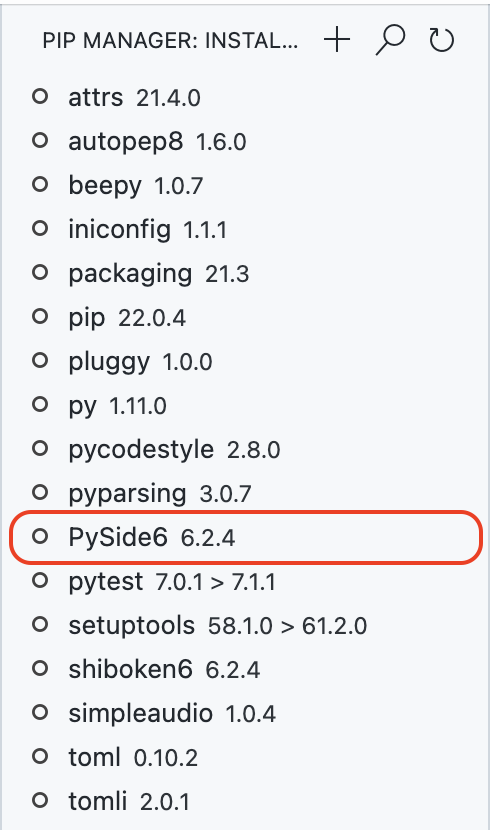 PIP MANAGER: INSTAL...
attrs 21.4.0
autopep8 1.6.0
beepy 1.0.7
iniconfig 1.1.1
packaging 21.3
pip 22.0.4
pluggy 1.0.0
py 1.11.0
pycodestyle 2.8.0
pyparsing 3.0.7
PySide6 6.2.4
pytest 7.0.1 > 7.1.1
setuptools 58.1.0 > 61.2.0
shiboken6 6.2.4
simpleaudio 1.0.4
toml 0.10.2
tomli 2.0.1